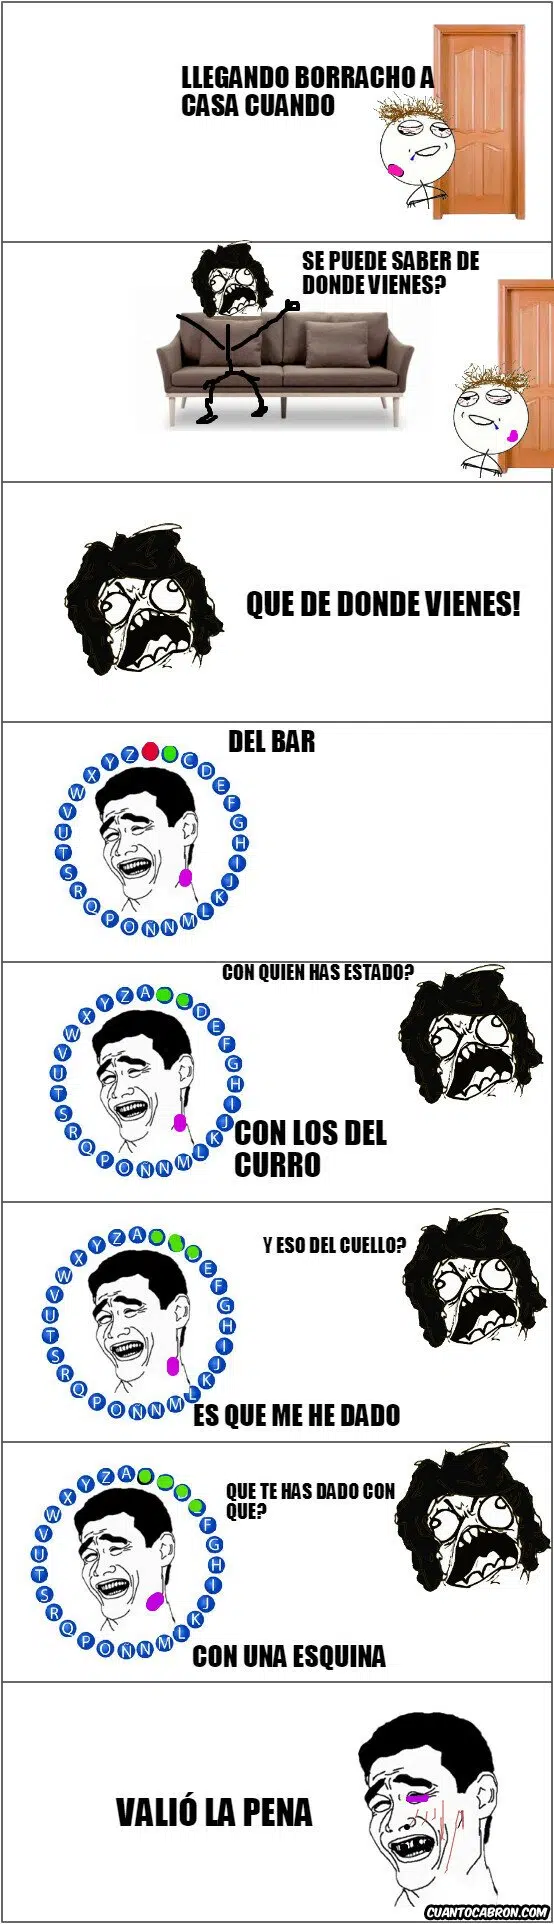 LLEGANDO BORRACHO A
CASA CUANDO
SE PUEDE SABER DE
DONDE VIENES?
QUE DE DONDE VIENES!
DEL BAR
C D E F G H I J K L M N Ñ O P Q R S T U V W X Y Z
CON QUIEN HAS ESTADO?
A D E F G H I J K L M N Ñ O P Q R S T U V W X Y Z
CON LOS DEL
CURRO
Y ESO DEL CUELLO?
A E F G H I J K L M N Ñ O P Q R S T U V W X Y Z
ES QUE ME HE DADO
QUE TE HAS DADO CON
QUE?
A F G H I J K L M N Ñ O P Q R S T U V W X Y Z
CON UNA ESQUINA
VALIÓ LA PENA
CUANTOCABRON.COM